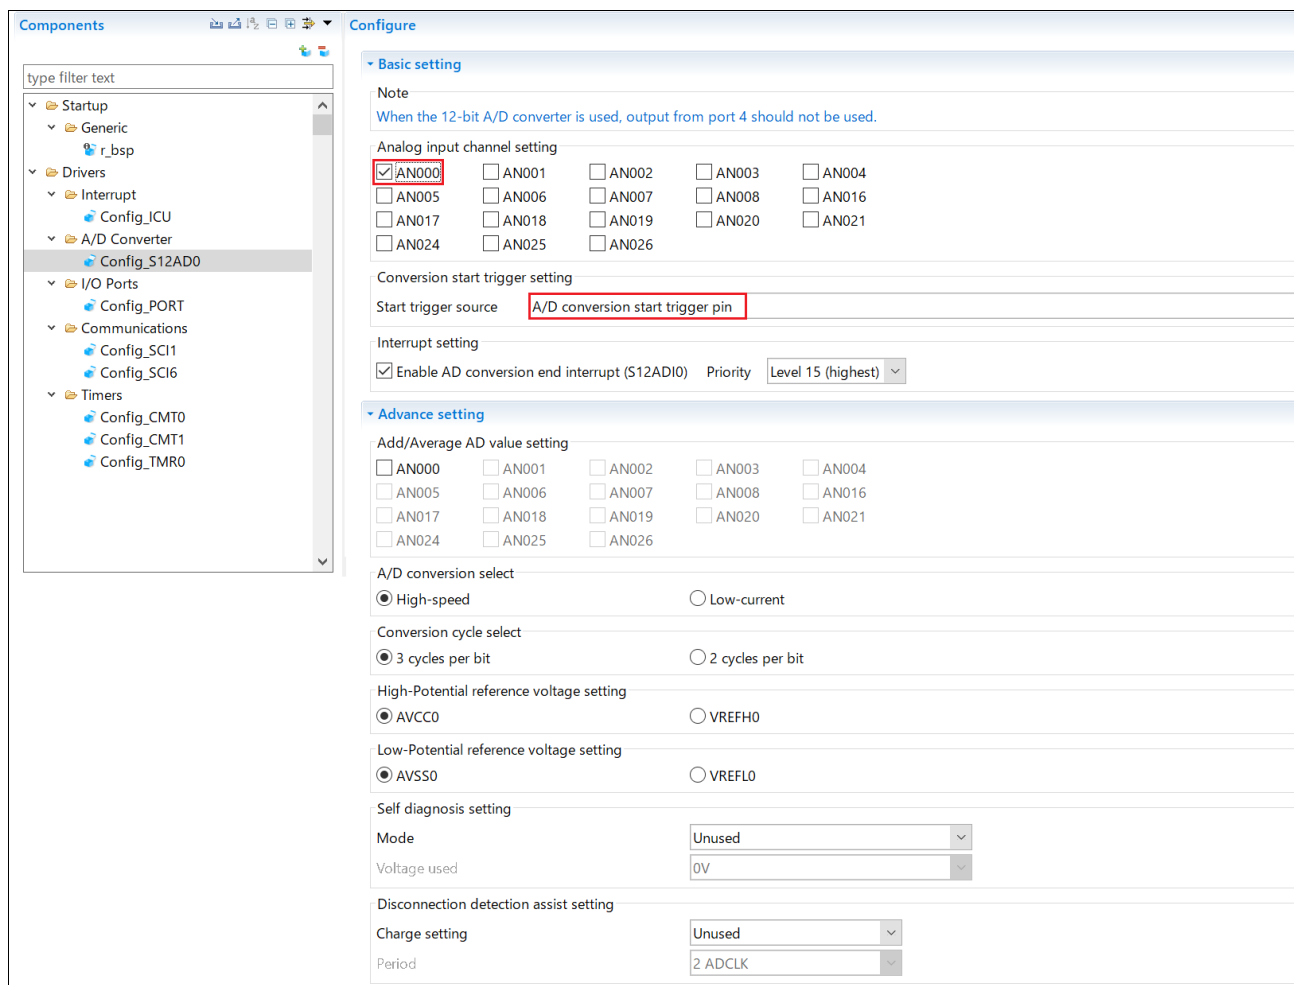 Components
type filter text
Startup
Generic
r_bsp
Drivers
Interrupt
Config_ICU
A/D Converter
Config_S12AD0
I/O Ports
Config_PORT
Communications
Config_SCI1
Config_SCI6
Timers
Config_CMT0
Config_CMT1
Config_TMR0
Configure
Basic setting
Note
When the 12-bit A/D converter is used, output from port 4 should not be used.
Analog input channel setting
AN000 AN001 AN002 AN003 AN004
AN005 AN006 AN007 AN008 AN016
AN017 AN018 AN019 AN020 AN021
AN024 AN025 AN026
Conversion start trigger setting
Start trigger source A/D conversion start trigger pin
Interrupt setting
Enable AD conversion end interrupt (S12ADI0) Priority Level 15 (highest)
Advance setting
Add/Average AD value setting
AN000 AN001 AN002 AN003 AN004
AN005 AN006 AN007 AN008 AN016
AN017 AN018 AN019 AN020 AN021
AN024 AN025 AN026
A/D conversion select
High-speed Low-current
Conversion cycle select
3 cycles per bit 2 cycles per bit
High-Potential reference voltage setting
AVCC0 VREFH0
Low-Potential reference voltage setting
AVSS0 VREFL0
Self diagnosis setting
Mode Unused
Voltage used 0V
Disconnection detection assist setting
Charge setting Unused
Period 2 ADCLK